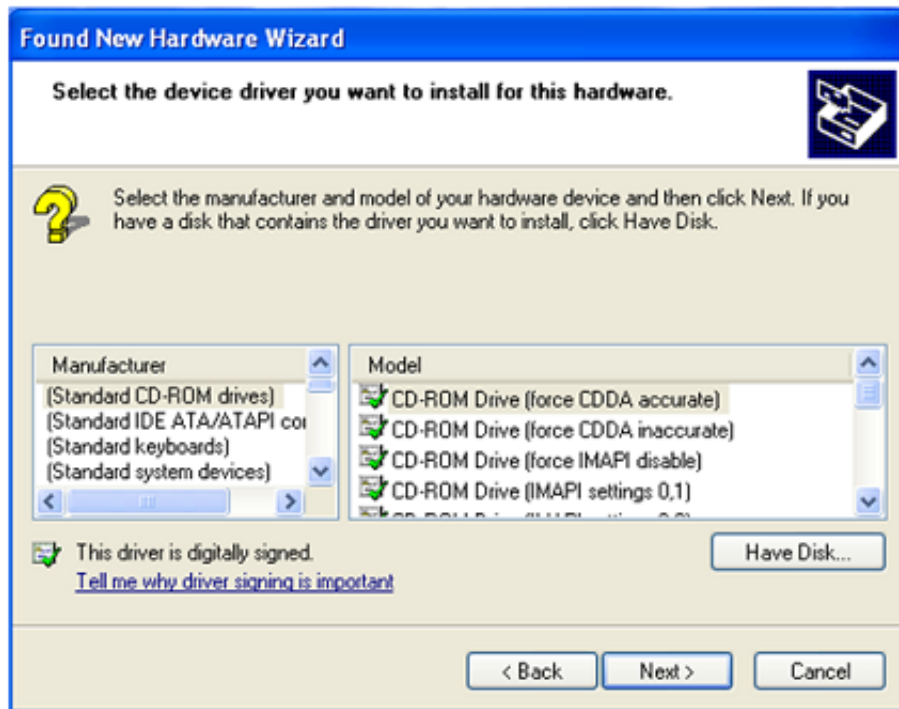 Found New Hardware Wizard
Select the device driver you want to install for this hardware.
Select the manufacturer and model of your hardware device and then click Next. If you
have a disk that contains the driver you want to install, click Have Disk.
Manufacturer
(Standard CD-ROM drives)
(Standard IDE ATA/ATAPI con
(Standard keyboards)
(Standard system devices)
Model
CD-ROM Drive (force CDDA accurate)
CD-ROM Drive (force CDDA inaccurate)
CD-ROM Drive (force IMAPI disable)
CD-ROM Drive (IMAPI settings 0,1)
This driver is digitally signed.
Tell me why driver signing is important
Have Disk...
< Back
Next >
Cancel